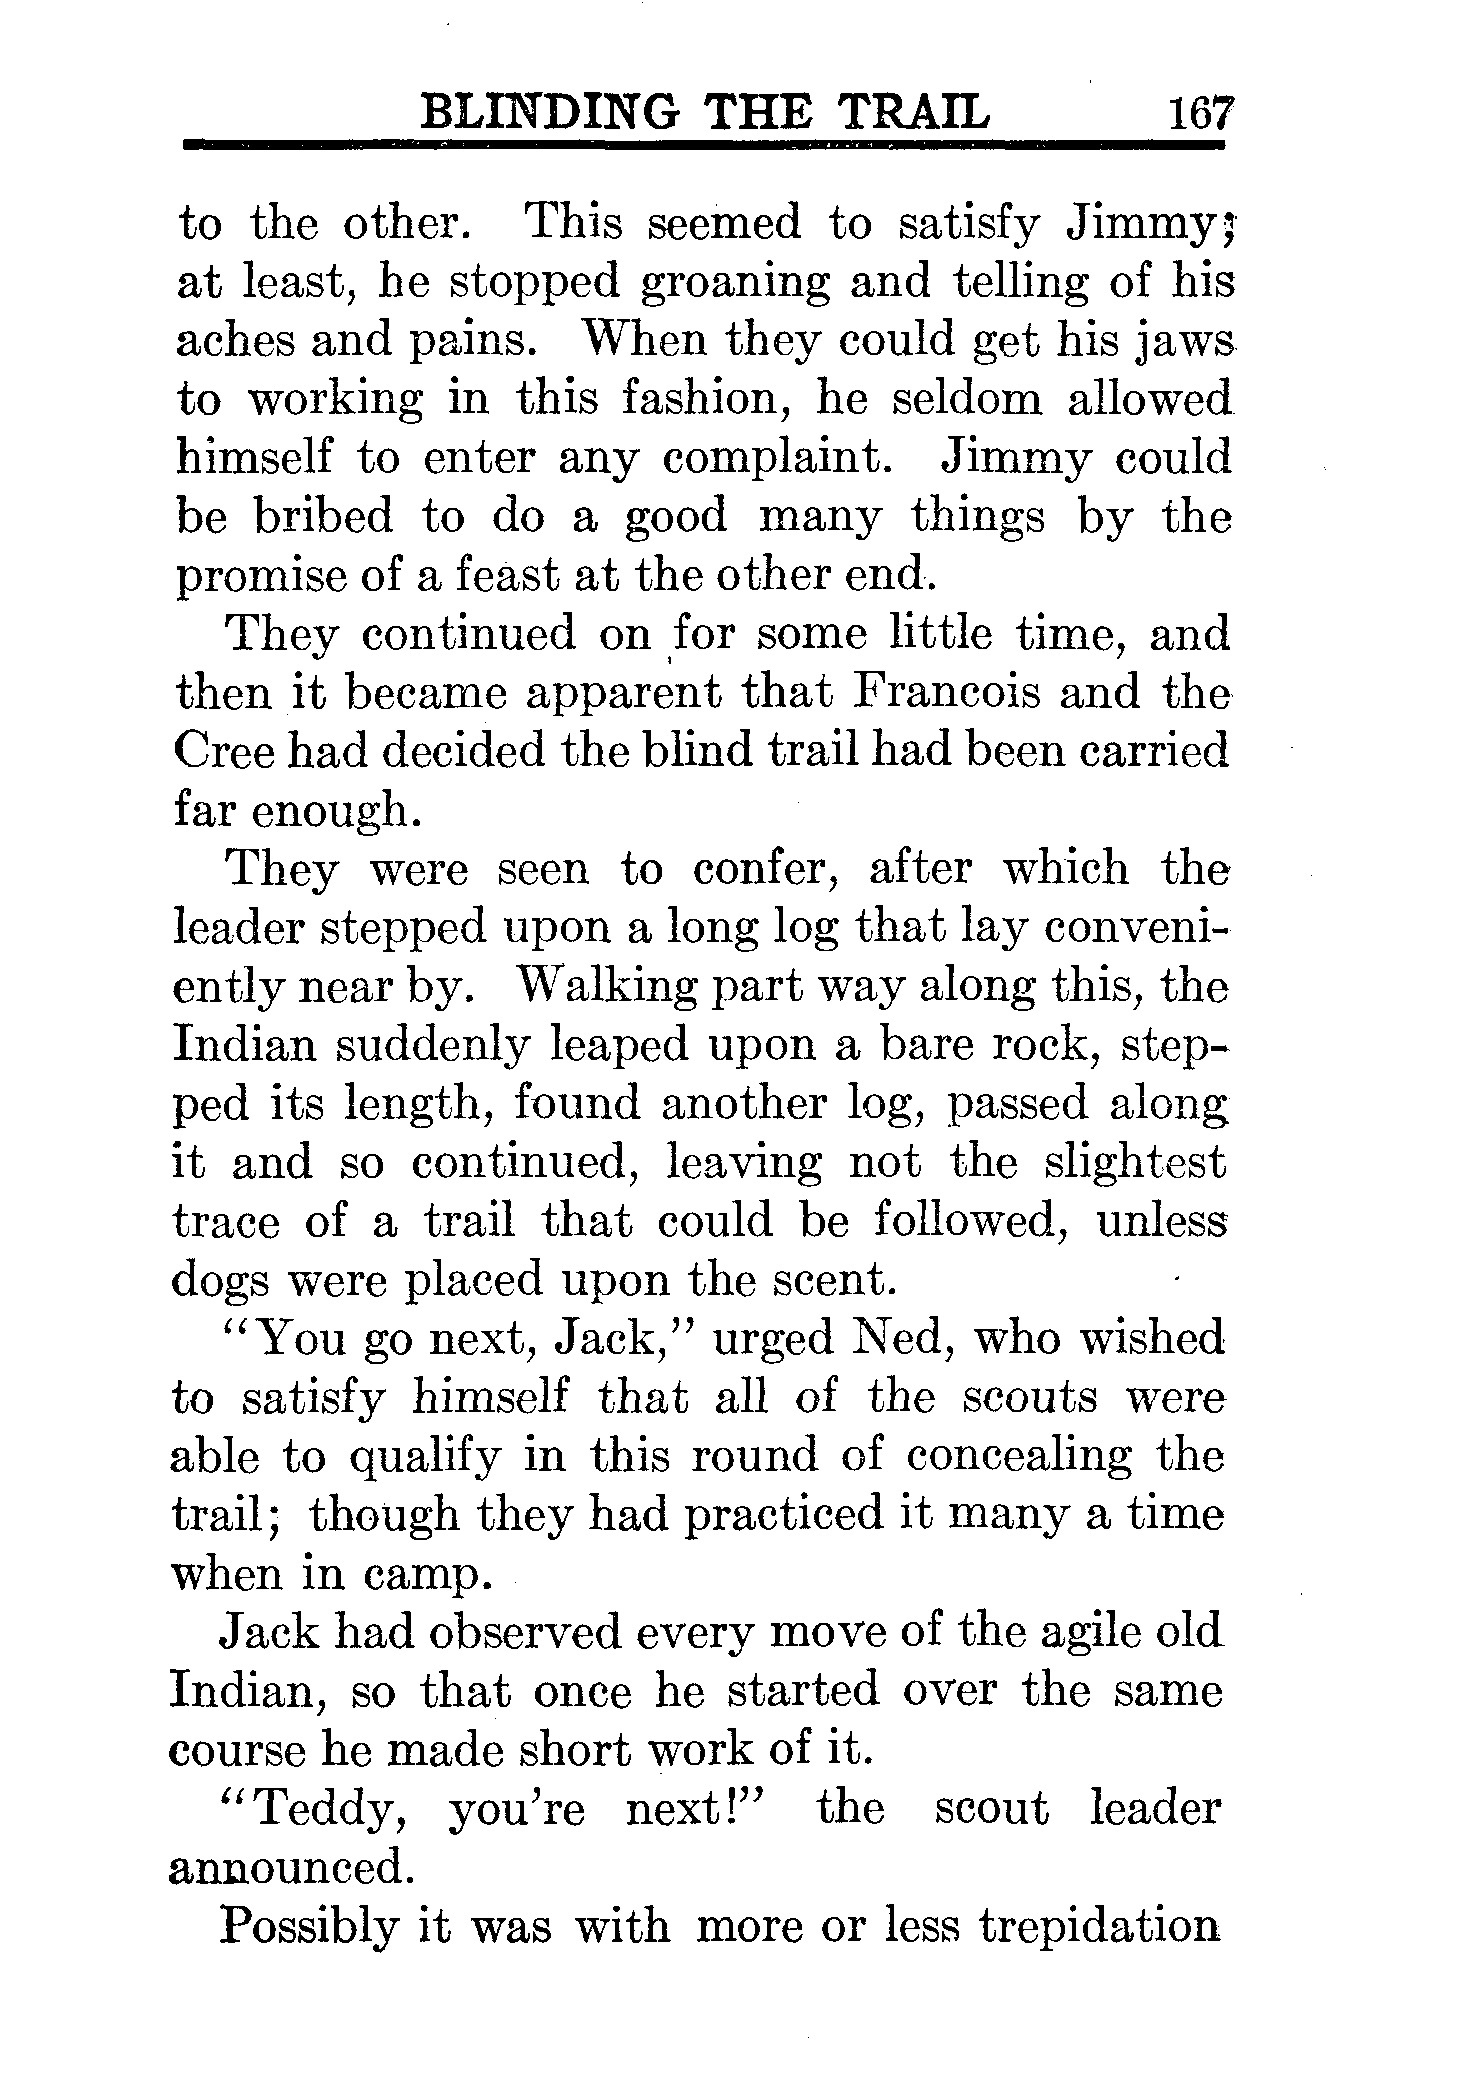 BLINDING THE TRAIL 167
to the other. This seemed to satisfy Jimmy;
at least, he stopped groaning and telling of his
aches and pains. When they could get his jaws
to working in this fashion, he seldom allowed
himself to enter any complaint. Jimmy could
be bribed to do a good many things by the
promise of a feast at the other end.
They continued on for some little time, and
then it became apparent that Francois and the
Cree had decided the blind trail had been carried
far enough.
They were seen to confer, after which the
leader stepped upon a long log that lay conveni-
ently near by. Walking part way along this, the
Indian suddenly leaped upon a bare rock, step-
ped its length, found another log, passed along
it and so continued, leaving not the slightest
trace of a trail that could be followed, unless
dogs were placed upon the scent.
"You go next, Jack," urged Ned, who wished
to satisfy himself that all of the scouts were
able to qualify in this round of concealing the
trail; though they had practiced it many a time
when in camp.
Jack had observed every move of the agile old
Indian, so that once he started over the same
course he made short work of it.
"Teddy, you're next!" the scout leader
announced.
Possibly it was with more or less trepidation